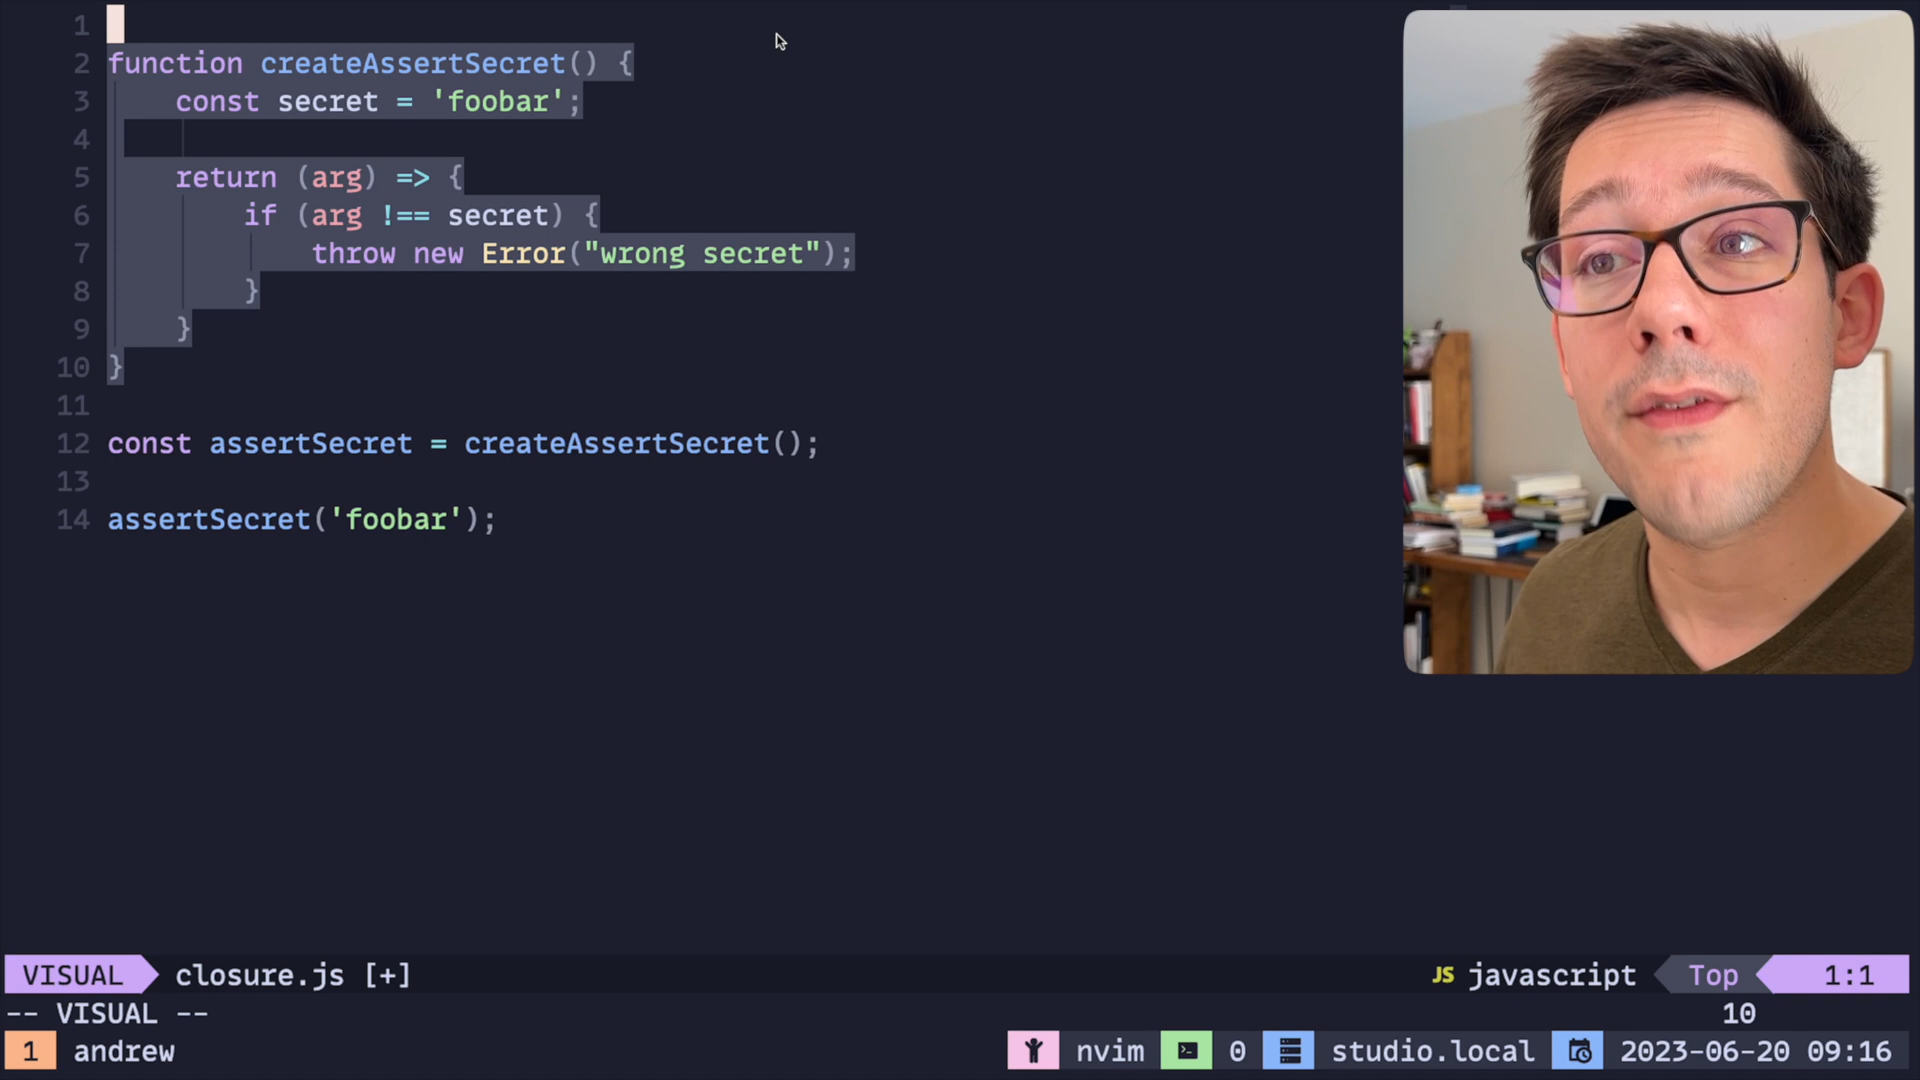 1
2 function createAssertSecret() {
3     const secret = 'foobar';
4
5     return (arg) => {
6         if (arg !== secret) {
7             throw new Error("wrong secret");
8         }
9     }
10 }
11
12 const assertSecret = createAssertSecret();
13
14 assertSecret('foobar');
VISUAL closure.js [+] JS javascript Top 1:1
-- VISUAL -- 10
1 andrew nvim 0 studio.local 2023-06-20 09:16